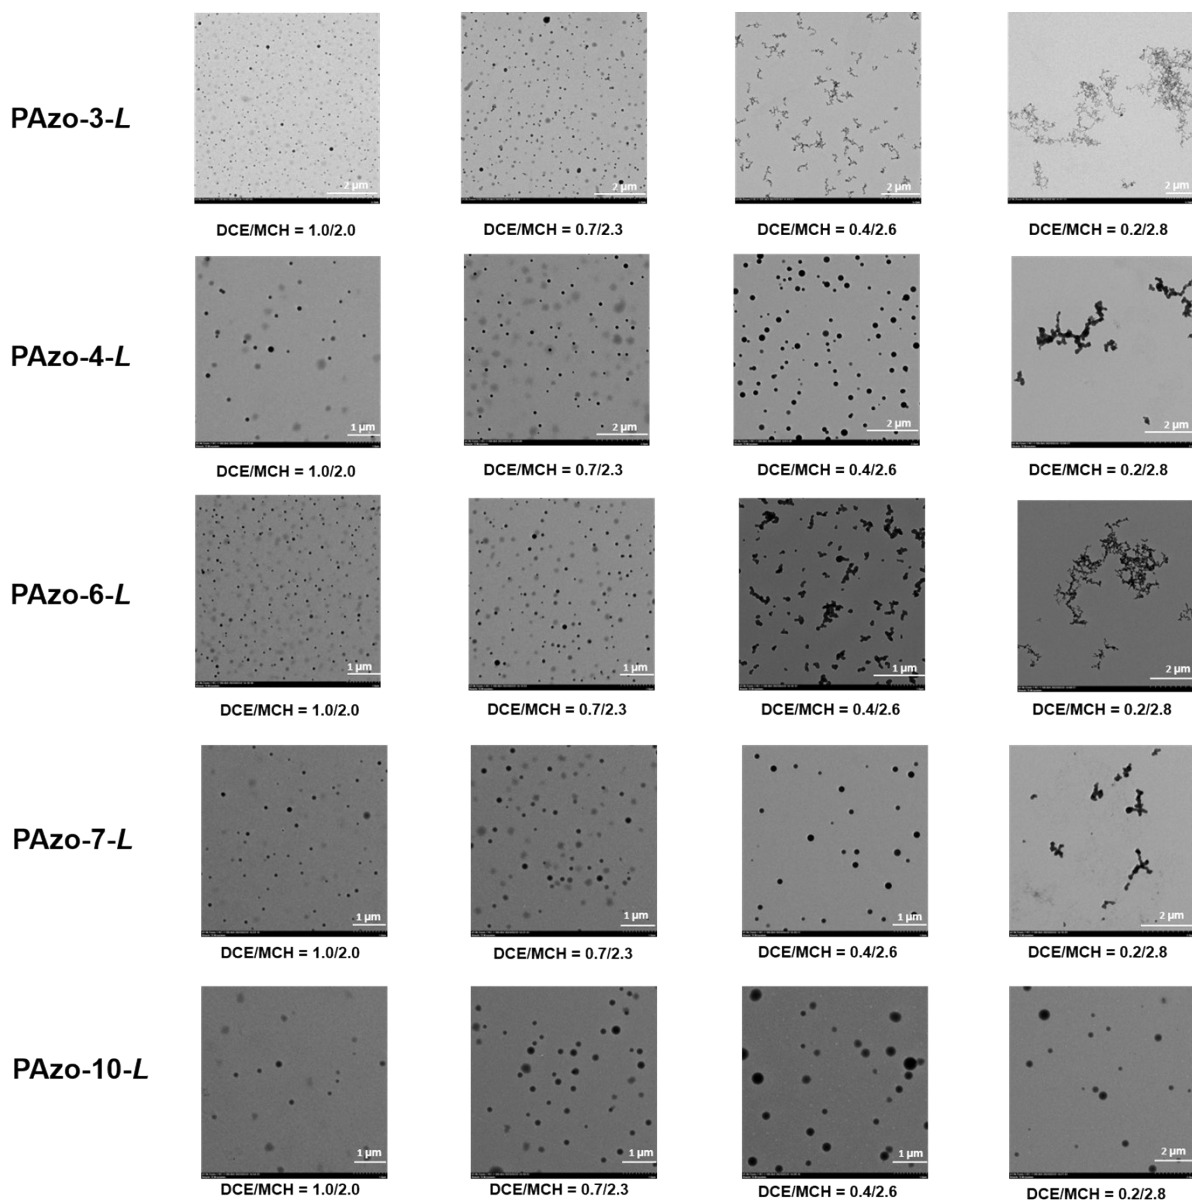 PAzo-3-L
2 μm
2 μm
2 μm
2 μm
DCE/MCH = 1.0/2.0
DCE/MCH = 0.7/2.3
DCE/MCH = 0.4/2.6
DCE/MCH = 0.2/2.8
PAzo-4-L
1 μm
2 μm
2 μm
2 μm
DCE/MCH = 1.0/2.0
DCE/MCH = 0.7/2.3
DCE/MCH = 0.4/2.6
DCE/MCH = 0.2/2.8
PAzo-6-L
1 μm
1 μm
1 μm
2 μm
DCE/MCH = 1.0/2.0
DCE/MCH = 0.7/2.3
DCE/MCH = 0.4/2.6
DCE/MCH = 0.2/2.8
PAzo-7-L
1 μm
1 μm
1 μm
2 μm
DCE/MCH = 1.0/2.0
DCE/MCH = 0.7/2.3
DCE/MCH = 0.4/2.6
DCE/MCH = 0.2/2.8
PAzo-10-L
1 μm
1 μm
1 μm
2 μm
DCE/MCH = 1.0/2.0
DCE/MCH = 0.7/2.3
DCE/MCH = 0.4/2.6
DCE/MCH = 0.2/2.8